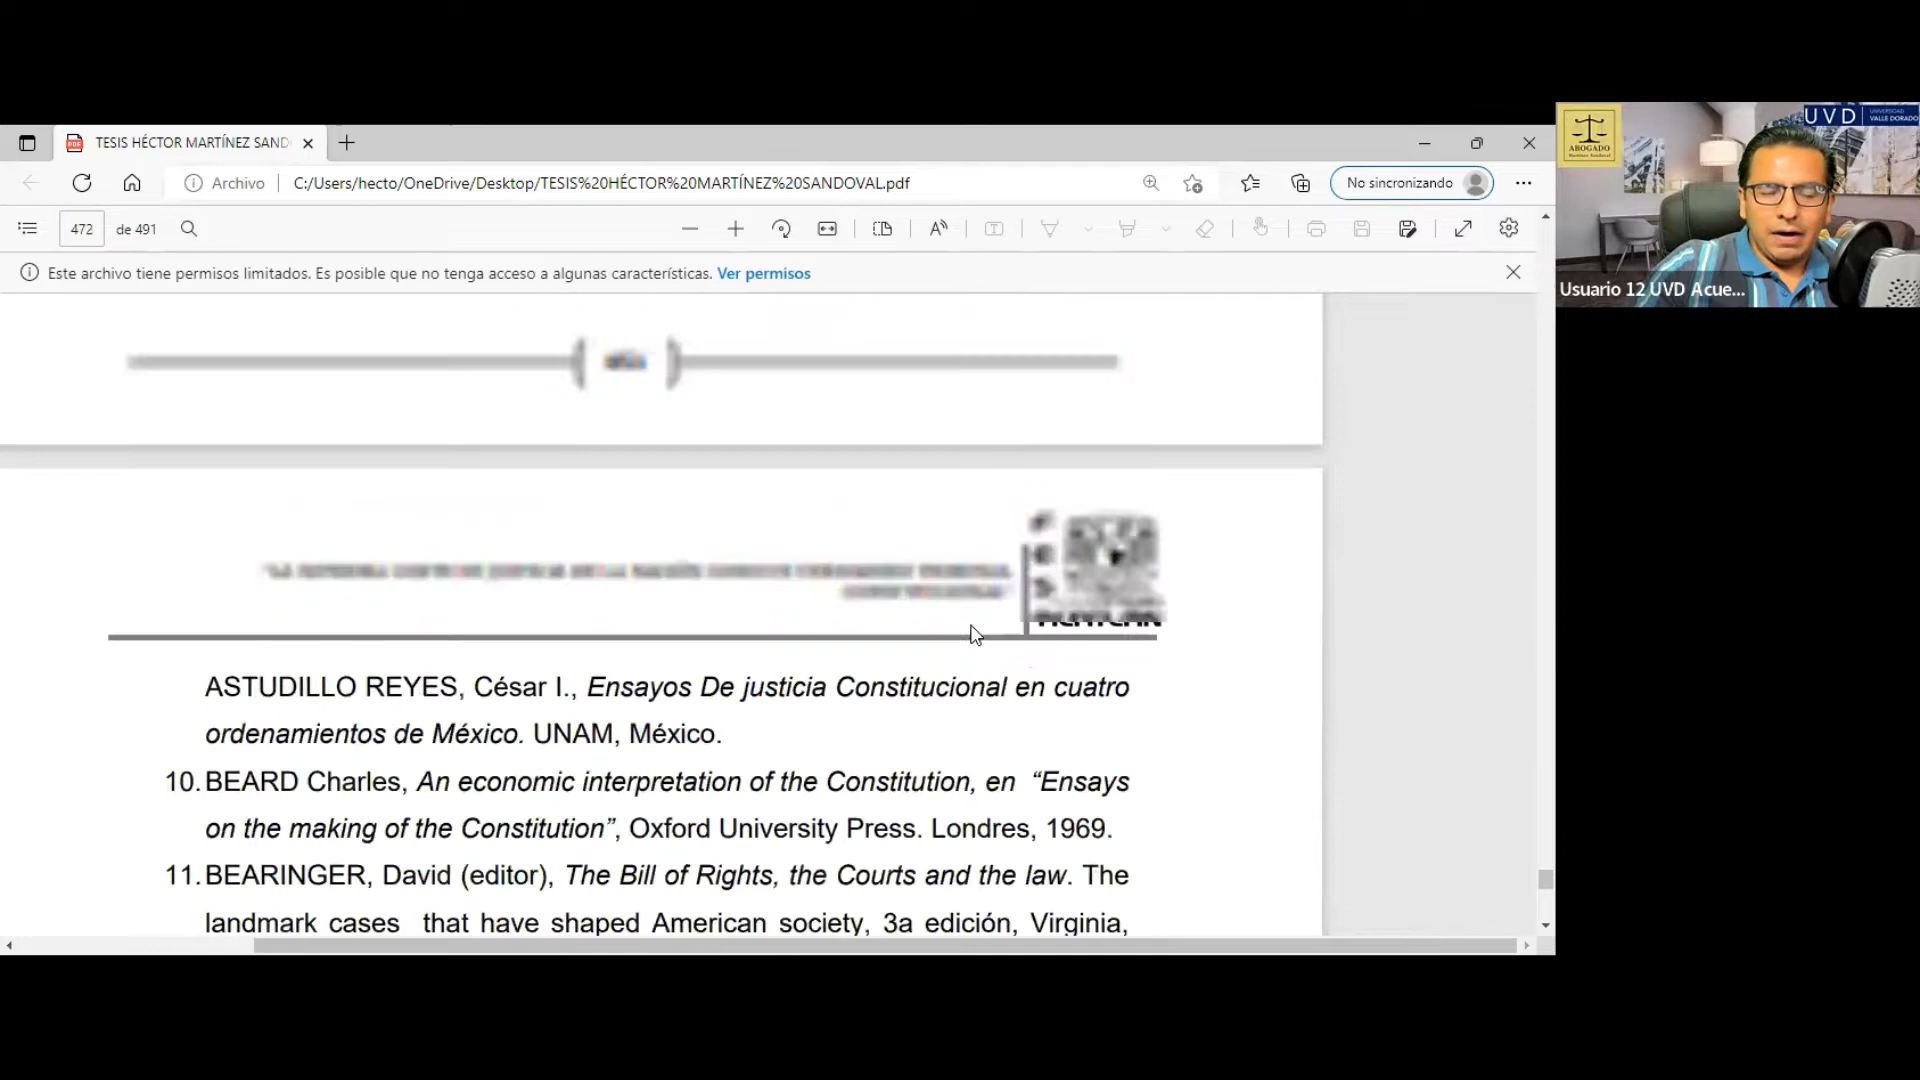 TESIS HÉCTOR MARTÍNEZ SAND
Archivo
C:/Users/hecto/OneDrive/Desktop/TESIS%20HÉCTOR%20MARTÍNEZ%20SANDOVAL.pdf
No sincronizando
472
de 491
Este archivo tiene permisos limitados. Es posible que no tenga acceso a algunas características. Ver permisos
ASTUDILLO REYES, César I., Ensayos De justicia Constitucional en cuatro
ordenamientos de México. UNAM, México.
10. BEARD Charles, An economic interpretation of the Constitution, en “Ensays
on the making of the Constitution”, Oxford University Press. Londres, 1969.
11. BEARINGER, David (editor), The Bill of Rights, the Courts and the law. The
landmark cases that have shaped American society, 3a edición, Virginia,
ABOGADO
Martínez Sandoval
UVD
UNIVERSIDAD
VALLE DORADO
Usuario 12 UVD Acue...